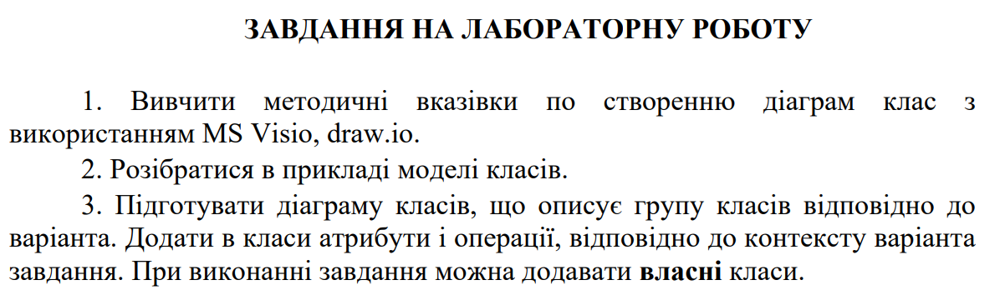 ЗАВДАННЯ НА ЛАБОРАТОРНУ РОБОТУ
1. Вивчити методичні вказівки по створенню діаграм клас з
використанням MS Visio, draw.io.
2. Розібратися в прикладі моделі класів.
3. Підготувати діаграму класів, що описує групу класів відповідно до
варіанта. Додати в класи атрибути і операції, відповідно до контексту варіанта
завдання. При виконанні завдання можна додавати власні класи.